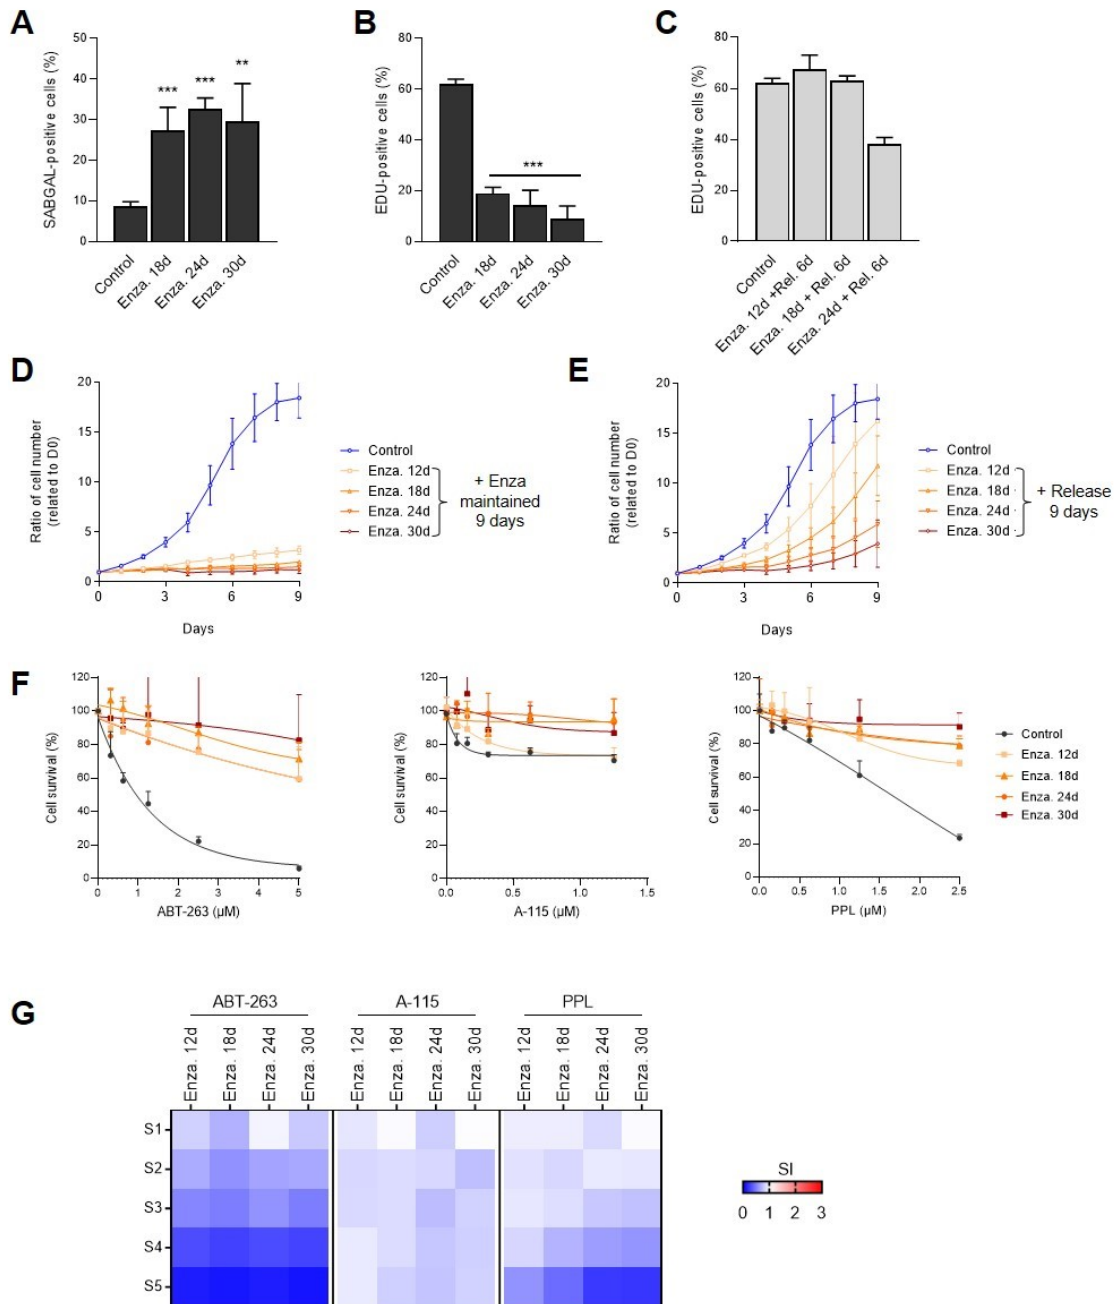 A
B
C
SABGAL-positive cells (%)
50
40
30
20
10
0
***
***
**
Control
Enza. 18d
Enza. 24d
Enza. 30d
EDU-positive cells (%)
80
60
40
20
0
***
Control
Enza. 18d
Enza. 24d
Enza. 30d
EDU-positive cells (%)
80
60
40
20
0
Control
Enza. 12d +Rel. 6d
Enza. 18d + Rel. 6d
Enza. 24d + Rel. 6d
D
E
Ratio of cell number
(related to D0)
20
15
10
5
0
0 3 6 9
Days
Control
Enza. 12d
Enza. 18d
Enza. 24d
Enza. 30d
+ Enza
maintained
9 days
Ratio of cell number
(related to D0)
20
15
10
5
0
0 3 6 9
Days
Control
Enza. 12d
Enza. 18d
Enza. 24d
Enza. 30d
+ Release
9 days
F
Cell survival (%)
120
100
80
60
40
20
0
0 1 2 3 4 5
ABT-263 (µM)
Cell survival (%)
120
100
80
60
40
20
0
0.0 0.5 1.0 1.5
A-115 (µM)
Cell survival (%)
120
100
80
60
40
20
0
0.0 0.5 1.0 1.5 2.0 2.5
PPL (µM)
Control
Enza. 12d
Enza. 18d
Enza. 24d
Enza. 30d
G
ABT-263 A-115 PPL
Enza. 12d
Enza. 18d
Enza. 24d
Enza. 30d
Enza. 12d
Enza. 18d
Enza. 24d
Enza. 30d
Enza. 12d
Enza. 18d
Enza. 24d
Enza. 30d
S1
S2
S3
S4
S5
SI
0 1 2 3